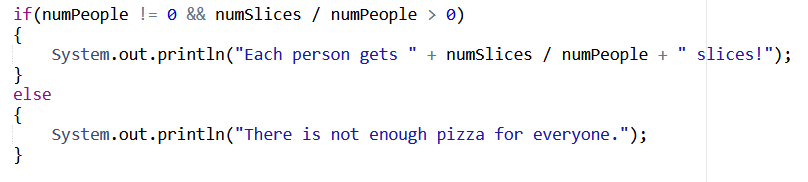 if(numPeople != 0 && numSlices / numPeople > 0)
{
    System.out.println("Each person gets " + numSlices / numPeople + " slices!");
}
else
{
    System.out.println("There is not enough pizza for everyone.");
}